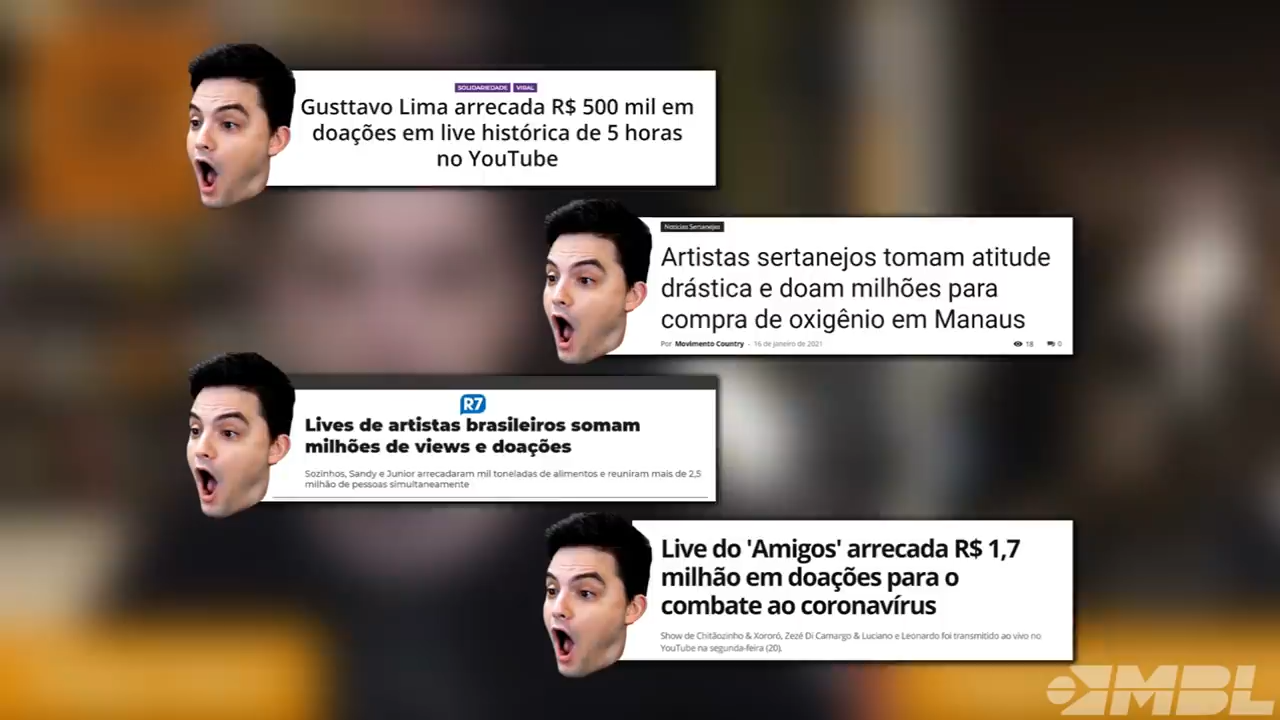 SOLIDARIEDADE VIRAL
Gusttavo Lima arrecada R$ 500 mil em
doações em live histórica de 5 horas
no YouTube
Notícias Sertanejas
Artistas sertanejos tomam atitude
drástica e doam milhões para
compra de oxigênio em Manaus
Por Movimento Country - 16 de janeiro de 2021 18 0
R7
Lives de artistas brasileiros somam
milhões de views e doações
Sozinhos, Sandy e Junior arrecadaram mil toneladas de alimentos e reuniram mais de 2,5
milhão de pessoas simultaneamente
Live do 'Amigos' arrecada R$ 1,7
milhão em doações para o
combate ao coronavírus
Show de Chitãozinho & Xororó, Zezé Di Camargo & Luciano e Leonardo foi transmitido ao vivo no
YouTube na segunda-feira (20).
MBL